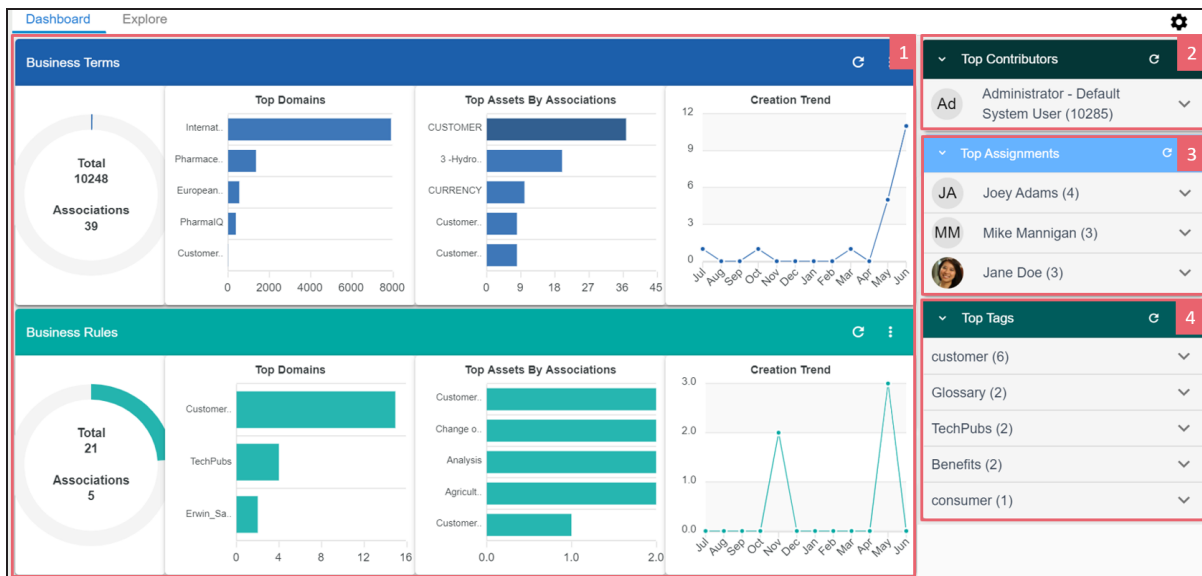 Dashboard Explore
1
Business Terms
Total
10248
Associations
39
Top Domains
Internat..
Pharmace..
European..
PharmaIQ
Customer..
0 2000 4000 6000 8000
Top Assets By Associations
CUSTOMER
3 -Hydro..
CURRENCY
Customer..
Customer..
0 9 18 27 36 45
Creation Trend
12
9
6
3
0
Jul Aug Sep Oct Nov Dec Jan Feb Mar Apr May Jun
Business Rules
Total
21
Associations
5
Top Domains
Customer..
TechPubs
Erwin_Sa..
0 4 8 12 16
Top Assets By Associations
Customer..
Change o..
Analysis
Agricult..
Customer..
0.0 1.0 2.0
Creation Trend
3.0
2.0
1.0
0.0
Jul Aug Sep Oct Nov Dec Jan Feb Mar Apr May Jun
2
Top Contributors
Ad Administrator - Default
System User (10285)
3
Top Assignments
JA Joey Adams (4)
MM Mike Mannigan (3)
Jane Doe (3)
4
Top Tags
customer (6)
Glossary (2)
TechPubs (2)
Benefits (2)
consumer (1)